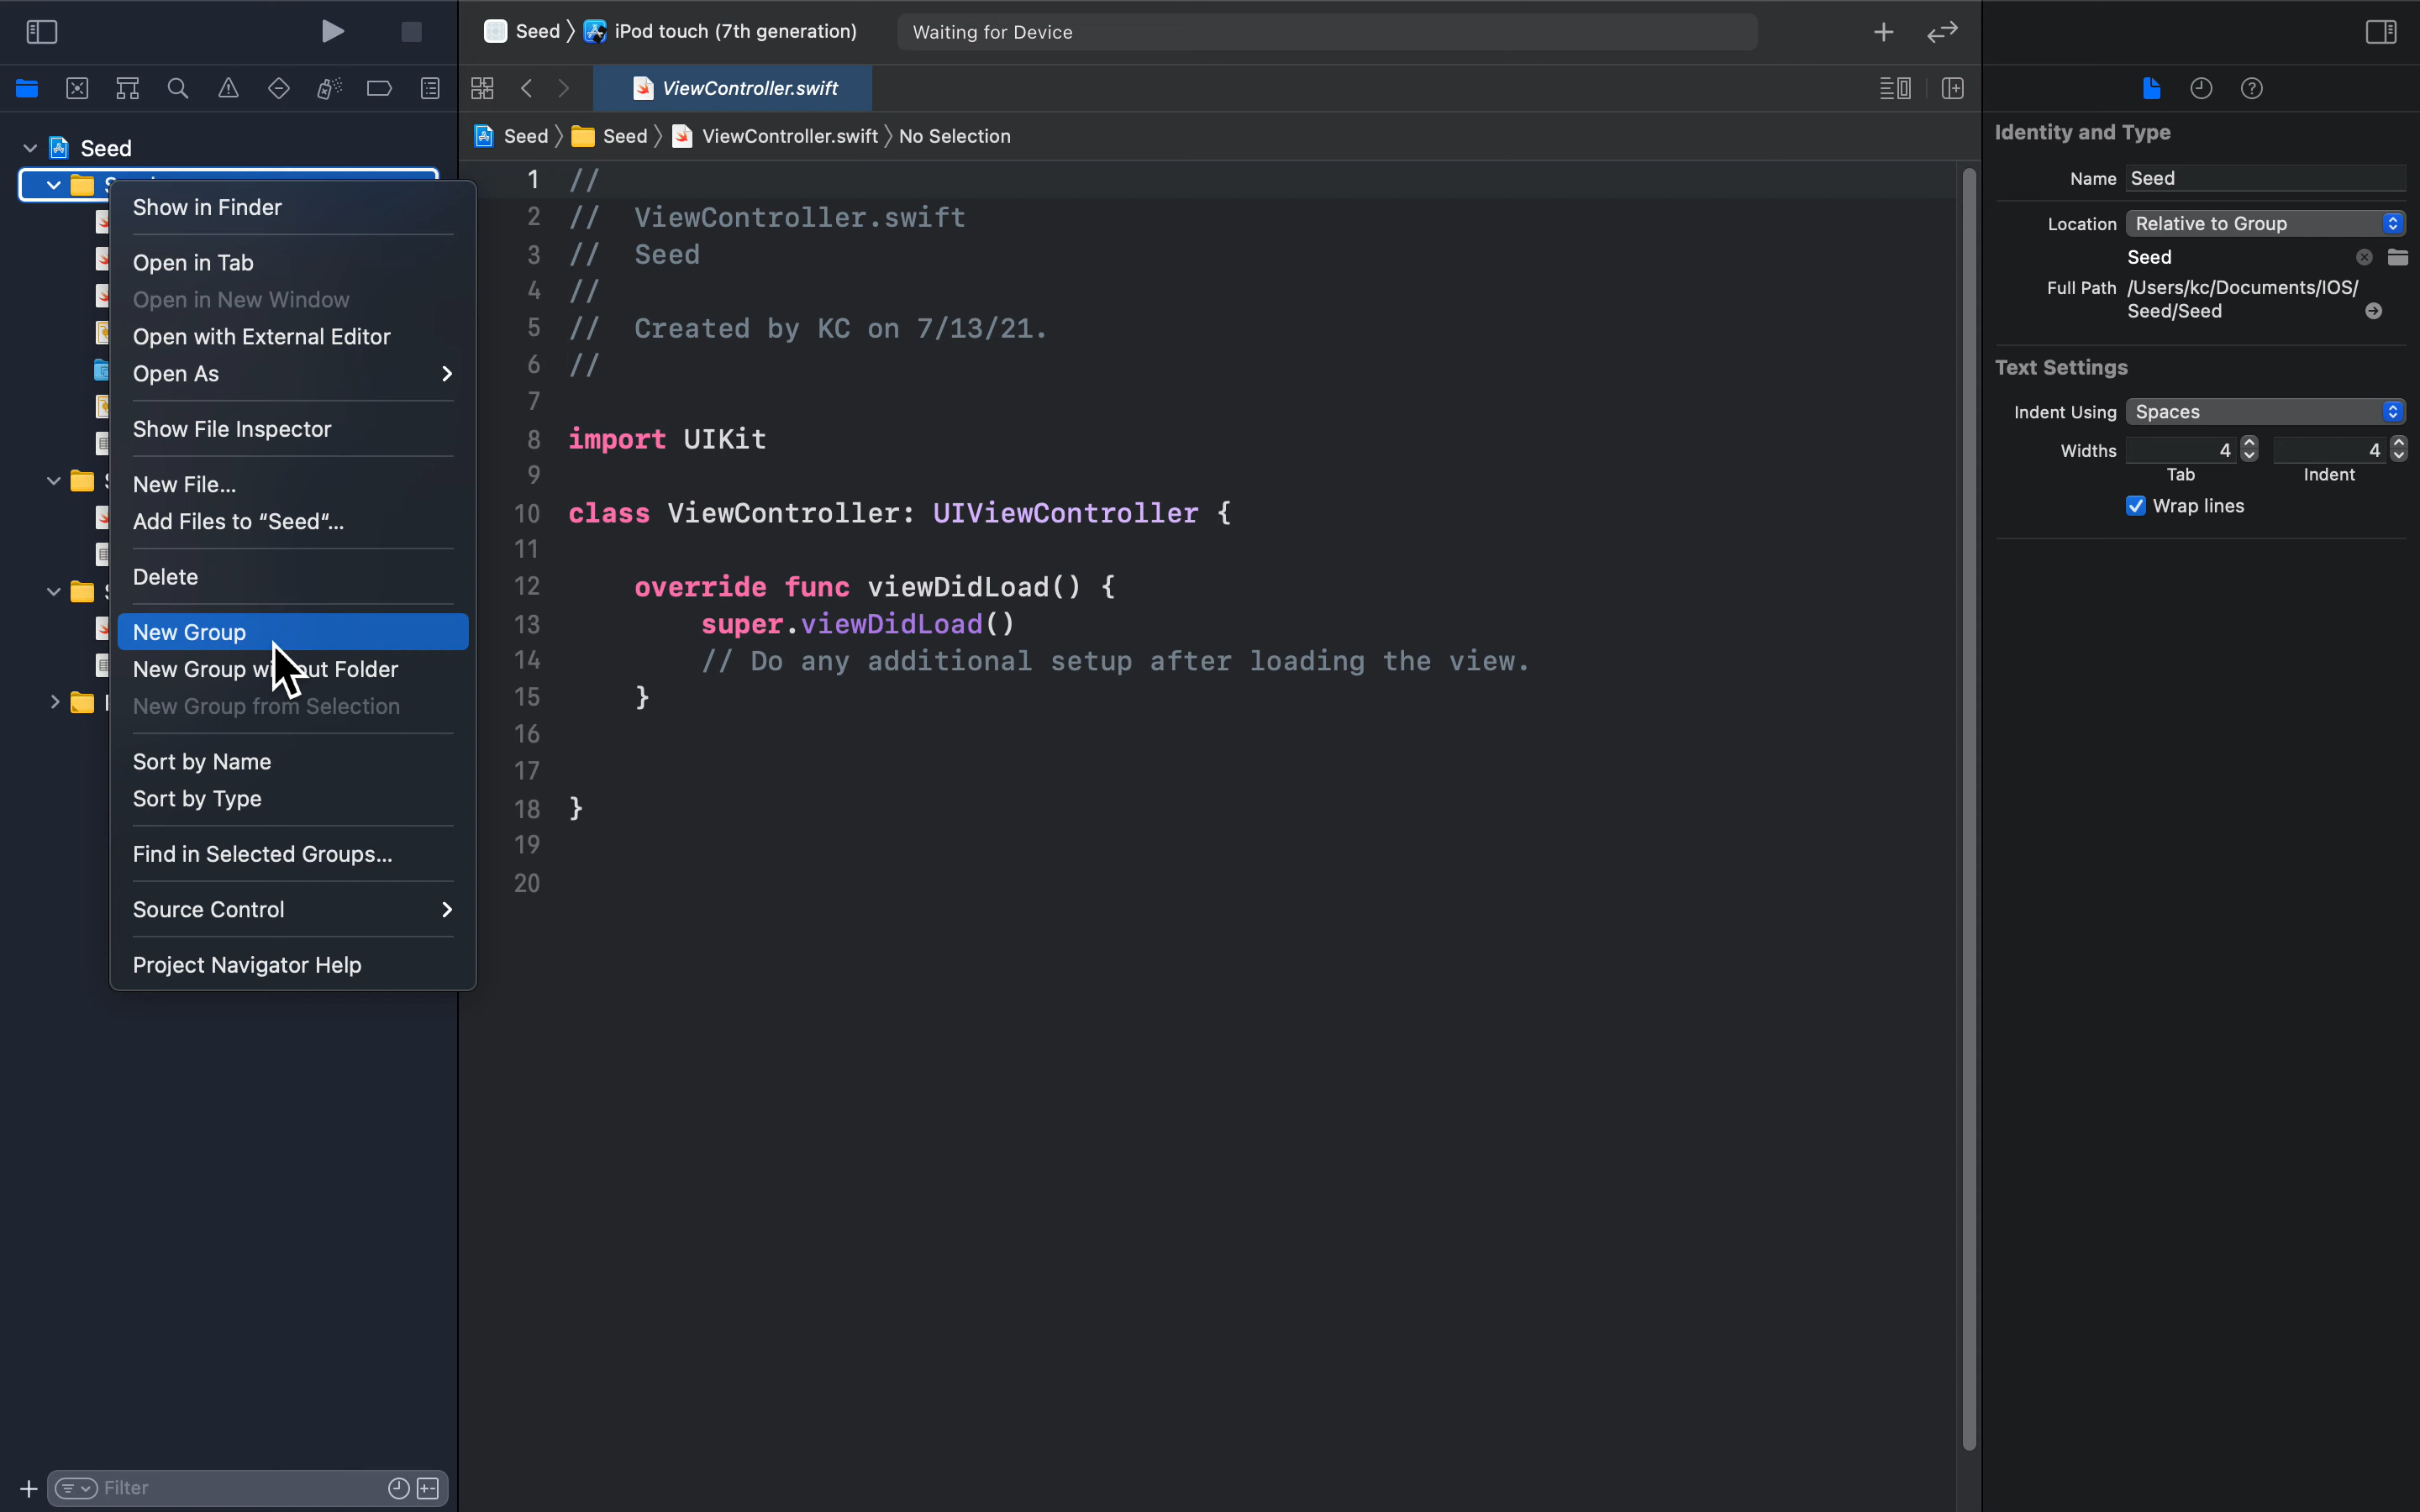 Seed
iPod touch (7th generation)
Waiting for Device
ViewController.swift
Seed
Seed
ViewController.swift
No Selection
Seed
Show in Finder
Open in Tab
Open in New Window
Open with External Editor
Open As
Show File Inspector
New File...
Add Files to “Seed“...
Delete
New Group
New Group without Folder
New Group from Selection
Sort by Name
Sort by Type
Find in Selected Groups...
Source Control
Project Navigator Help
Filter
1 //
2 // ViewController.swift
3 // Seed
4 //
5 // Created by KC on 7/13/21.
6 //
7
8 import UIKit
9
10 class ViewController: UIViewController {
11
12 override func viewDidLoad() {
13 super.viewDidLoad()
14 // Do any additional setup after loading the view.
15 }
16
17
18 }
19
20
Identity and Type
Name Seed
Location Relative to Group
Seed
Full Path /Users/kc/Documents/IOS/
Seed/Seed
Text Settings
Indent Using Spaces
Widths 4 4
Tab Indent
Wrap lines